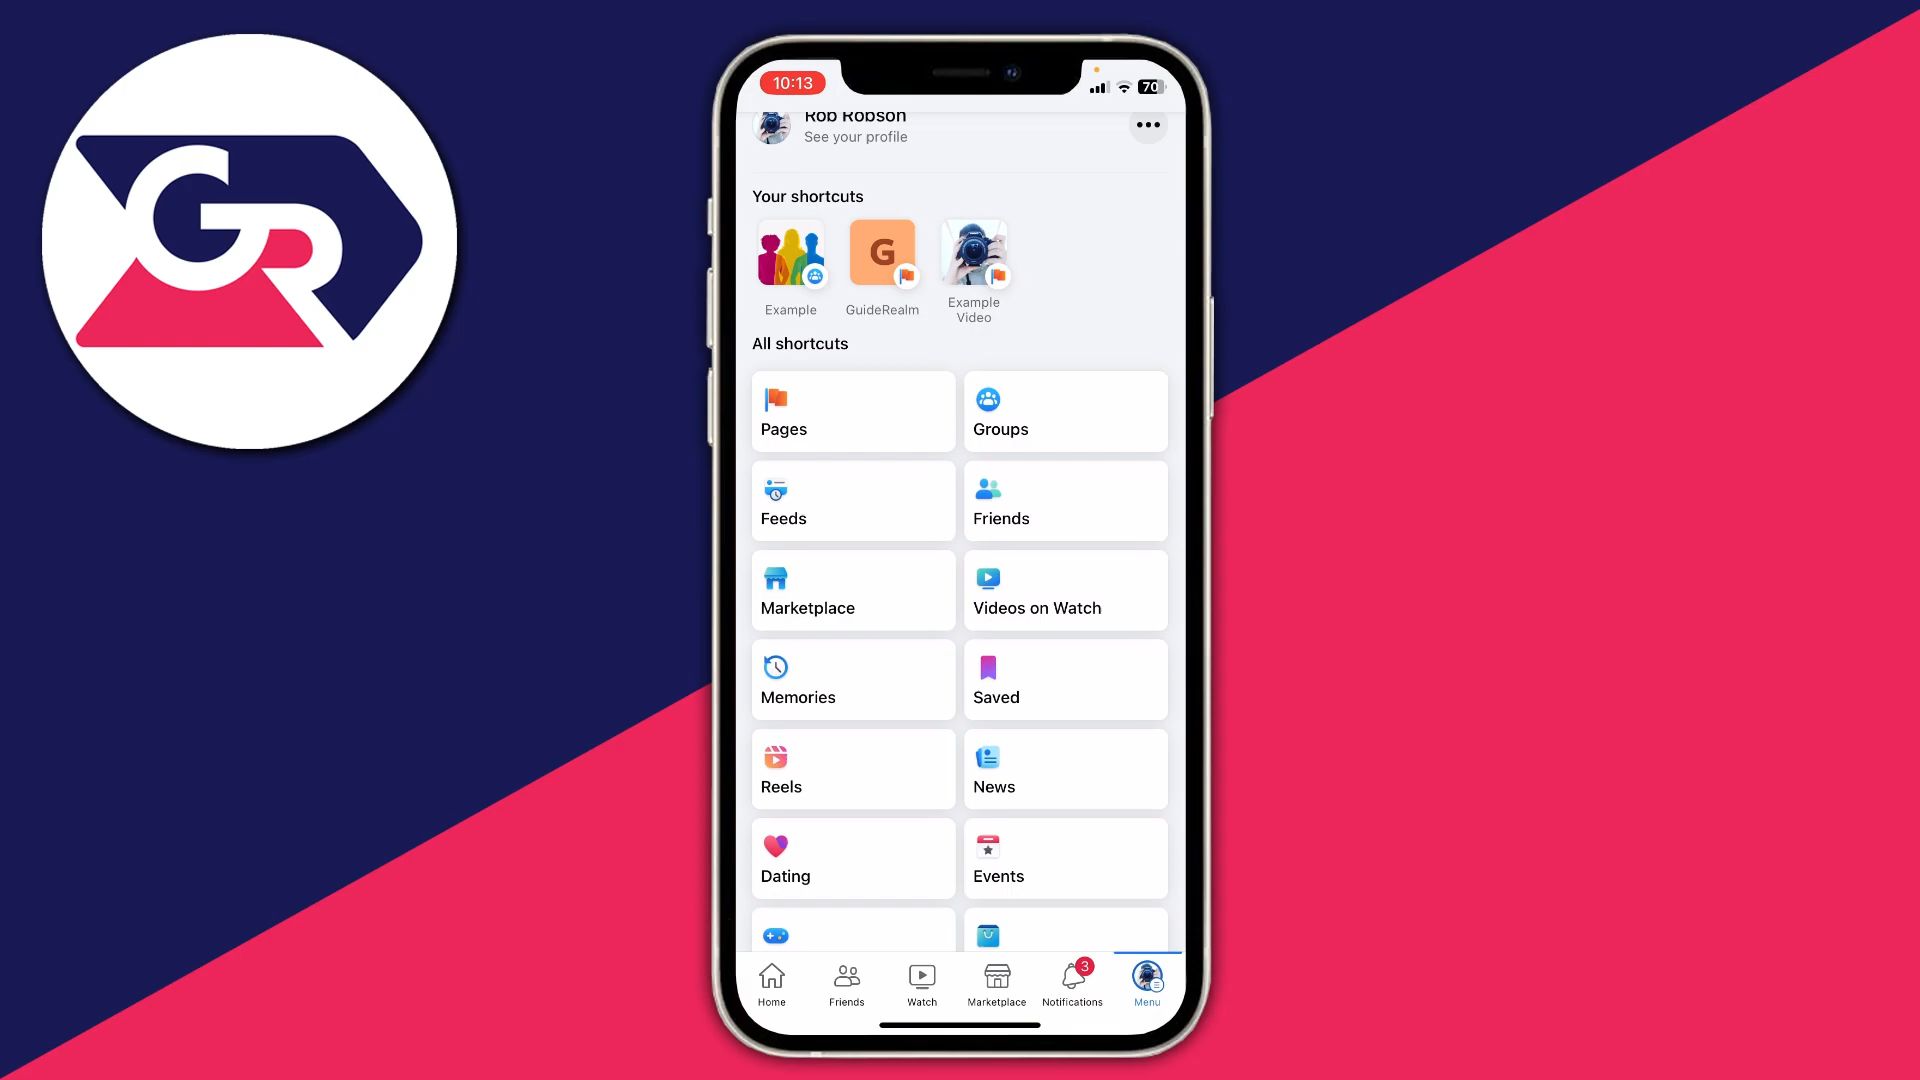 GR
10:13
70
Rob Robson
See your profile
Your shortcuts
G
Example
GuideRealm
Example
Video
All shortcuts
Pages
Groups
Feeds
Friends
Marketplace
Videos on Watch
Memories
Saved
Reels
News
Dating
Events
3
Home
Friends
Watch
Marketplace
Notifications
Menu